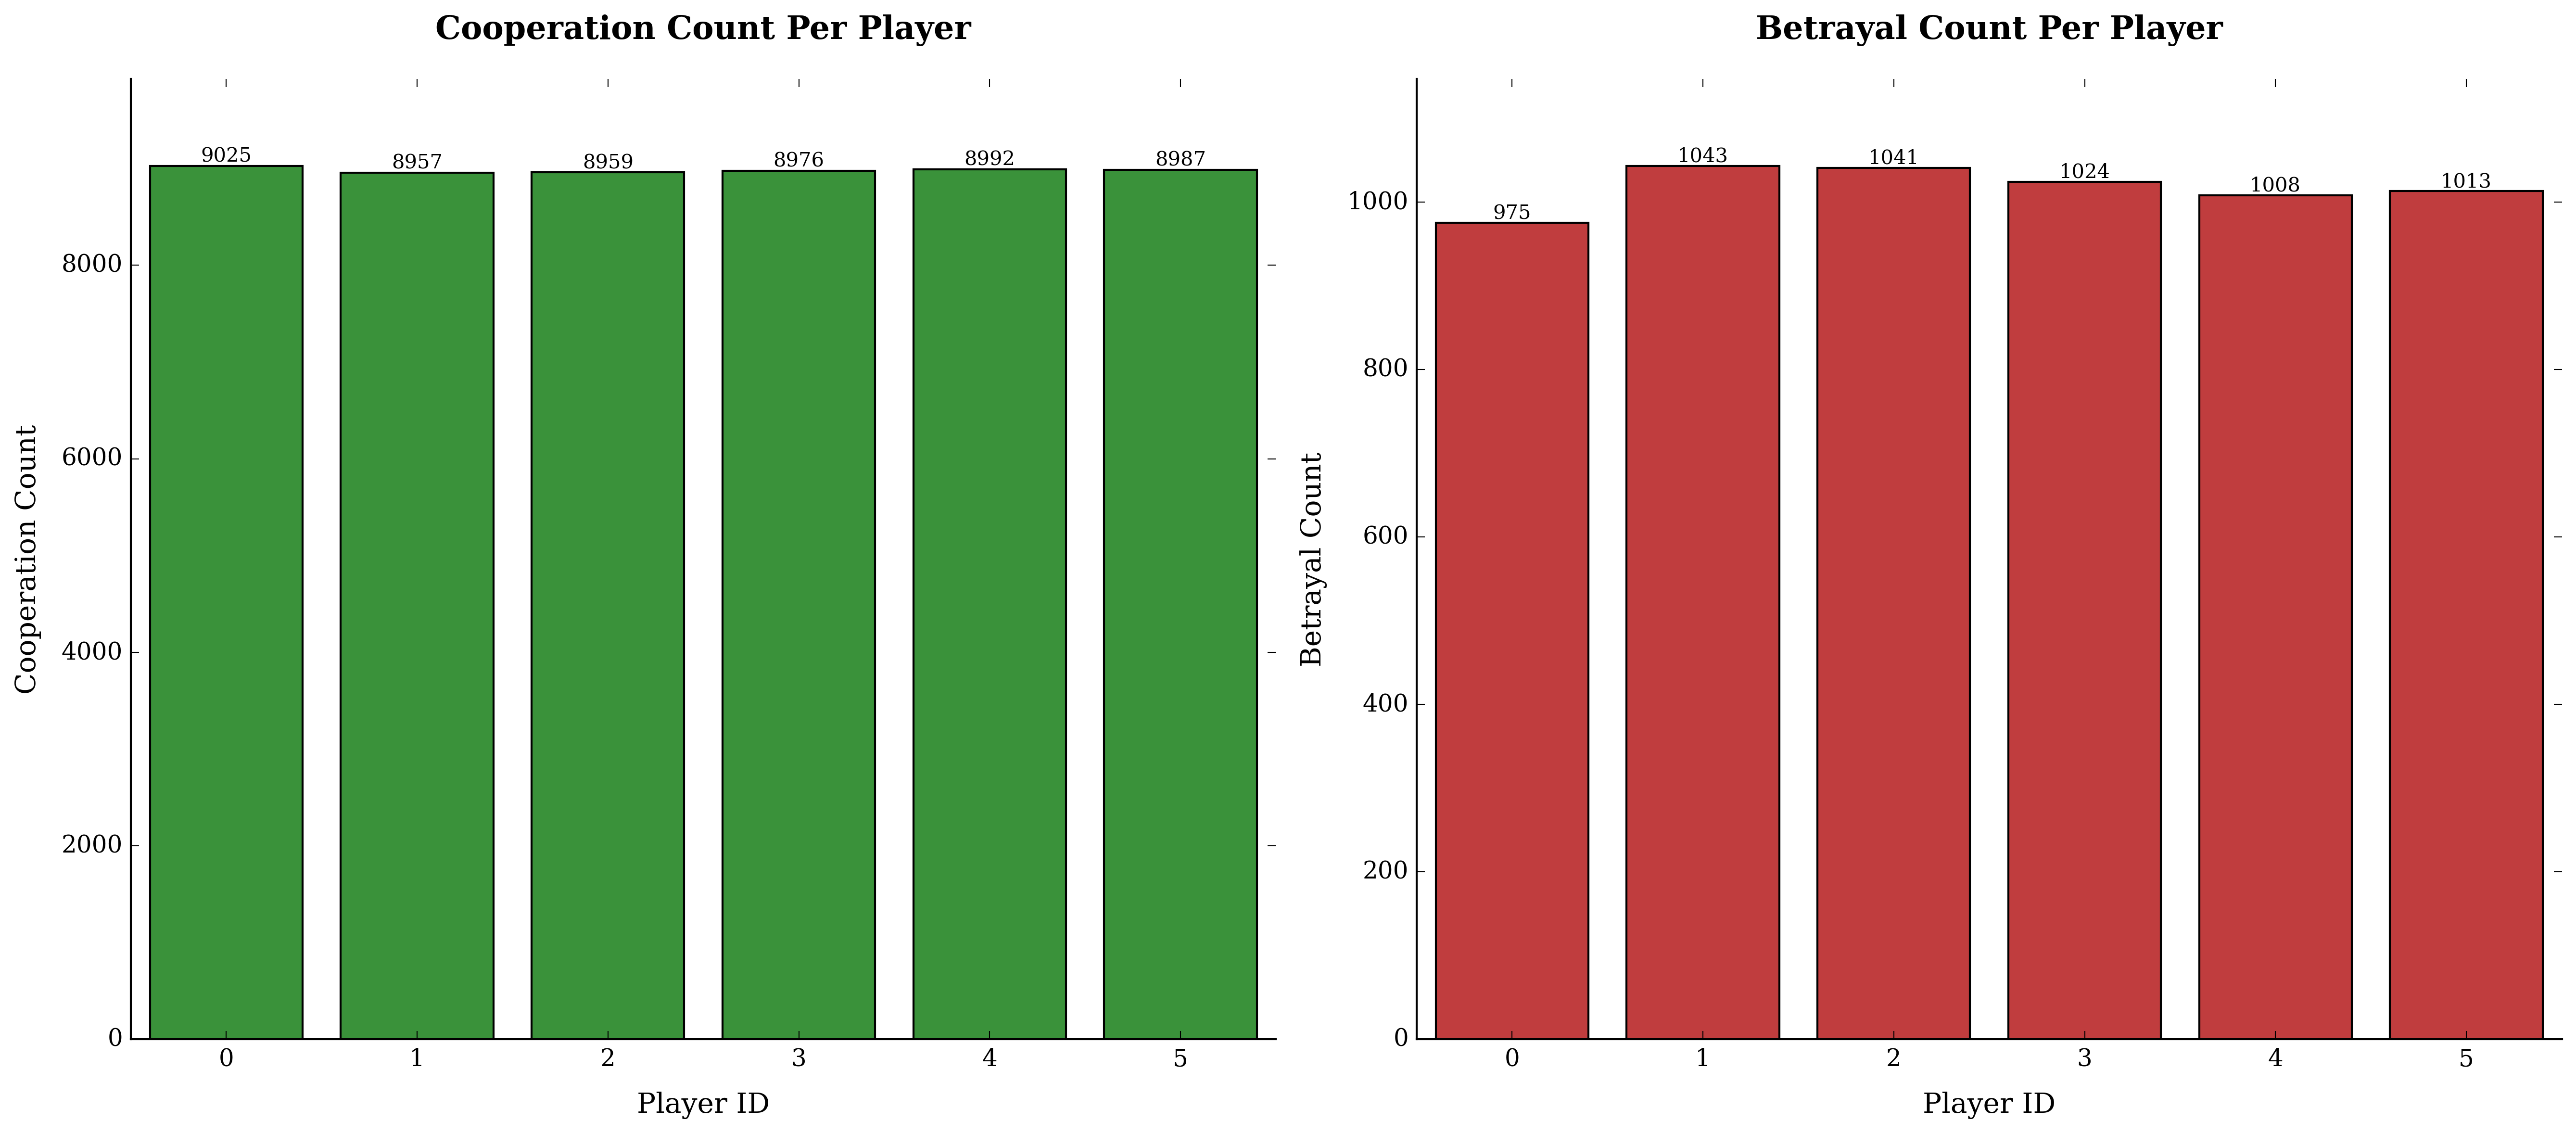 Cooperation Count Per Player
Cooperation Count
8000
6000
4000
2000
0
9025
8957
8959
8976
8992
8987
0 1 2 3 4 5
Player ID
Betrayal Count Per Player
Betrayal Count
1000
800
600
400
200
0
975
1043
1041
1024
1008
1013
0 1 2 3 4 5
Player ID